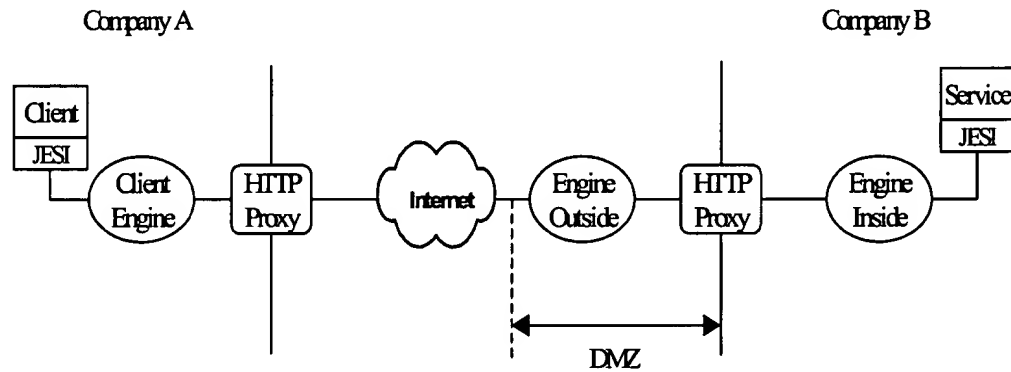 Company A
Company B
Client
JESI
Client
Engine
HTTP
Proxy
Internet
Engine
Outside
HTTP
Proxy
Engine
Inside
Service
JESI
DMZ